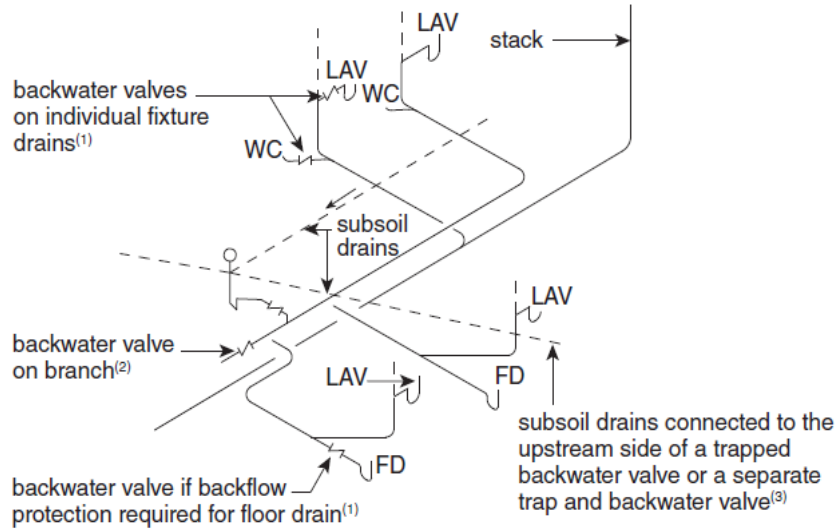 LAV
stack
backwater valves
on individual fixture
drains(1)
LAV
WC
WC
subsoil
drains
LAV
backwater valve
on branch(2)
LAV
FD
subsoil drains connected to the
upstream side of a trapped
backwater valve or a separate
trap and backwater valve(3)
FD
backwater valve if backflow
protection required for floor drain(1)